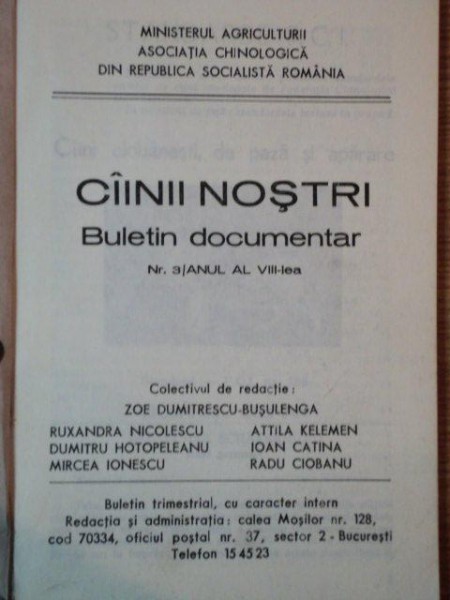 MINISTERUL AGRICULTURII
ASOCIAȚIA CHINOLOGICĂ
DIN REPUBLICA SOCIALISTĂ ROMÂNIA
CÎINII NOȘTRI
Buletin documentar
Nr. 3/ANUL AL VIII-lea
Colectivul de redacție:
ZOE DUMITRESCU-BUȘULENGA
RUXANDRA NICOLESCU ATTILA KELEMEN
DUMITRU HOTOPELEANU IOAN CATINA
MIRCEA IONESCU RADU CIOBANU
Buletin trimestrial, cu caracter intern
Redacția și administrația: calea Moșilor nr. 128,
cod 70334, oficiul poștal nr. 37, sector 2 - București
Telefon 15 45 23